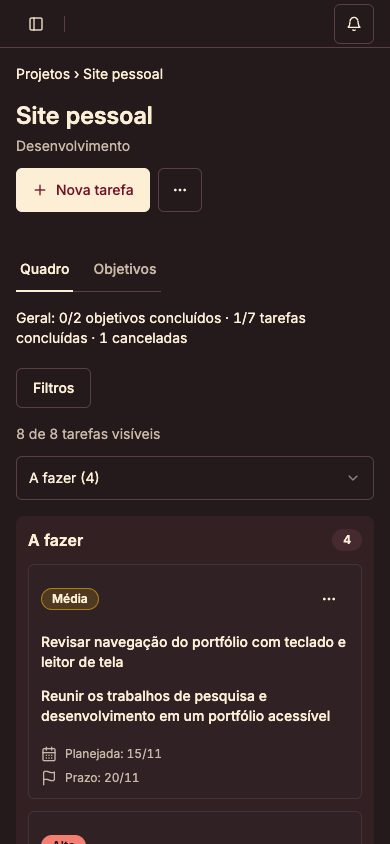 Projetos › Site pessoal
Site pessoal
Desenvolvimento
+ Nova tarefa
···
Quadro Objetivos
Geral: 0/2 objetivos concluídos · 1/7 tarefas
concluídas · 1 canceladas
Filtros
8 de 8 tarefas visíveis
A fazer (4)
A fazer 4
Média ···
Revisar navegação do portfólio com teclado e
leitor de tela
Reunir os trabalhos de pesquisa e
desenvolvimento em um portfólio acessível
Planejada: 15/11
Prazo: 20/11